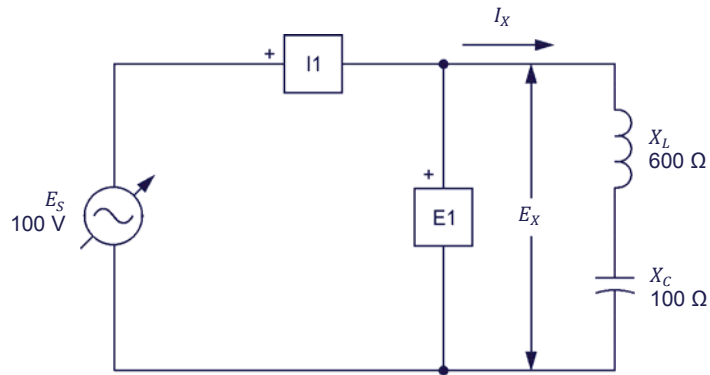 I_X
+
I1
X_L
600 Ω
+
E_S
100 V
E1
E_X
X_C
100 Ω